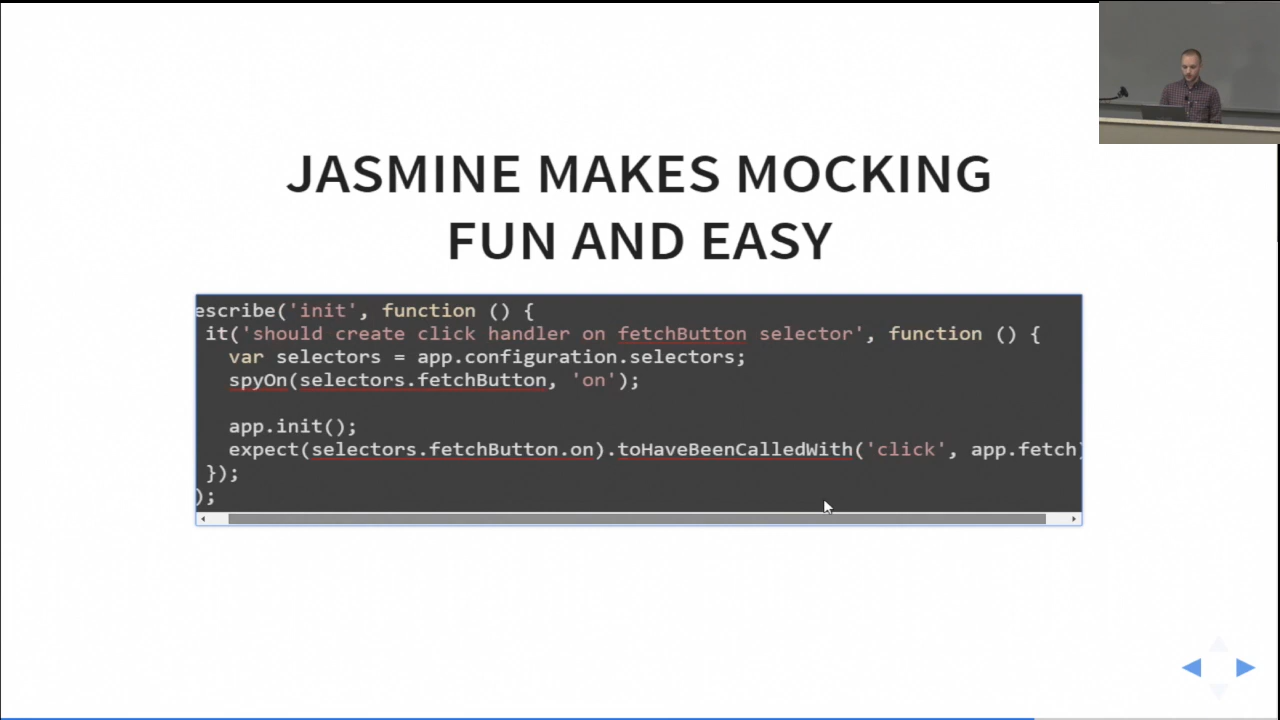 JASMINE MAKES MOCKING
FUN AND EASY
escribe('init', function () {
it('should create click handler on fetchButton selector', function () {
var selectors = app.configuration.selectors;
spyOn(selectors.fetchButton, 'on');
app.init();
expect(selectors.fetchButton.on).toHaveBeenCalledWith('click', app.fetch)
});
);